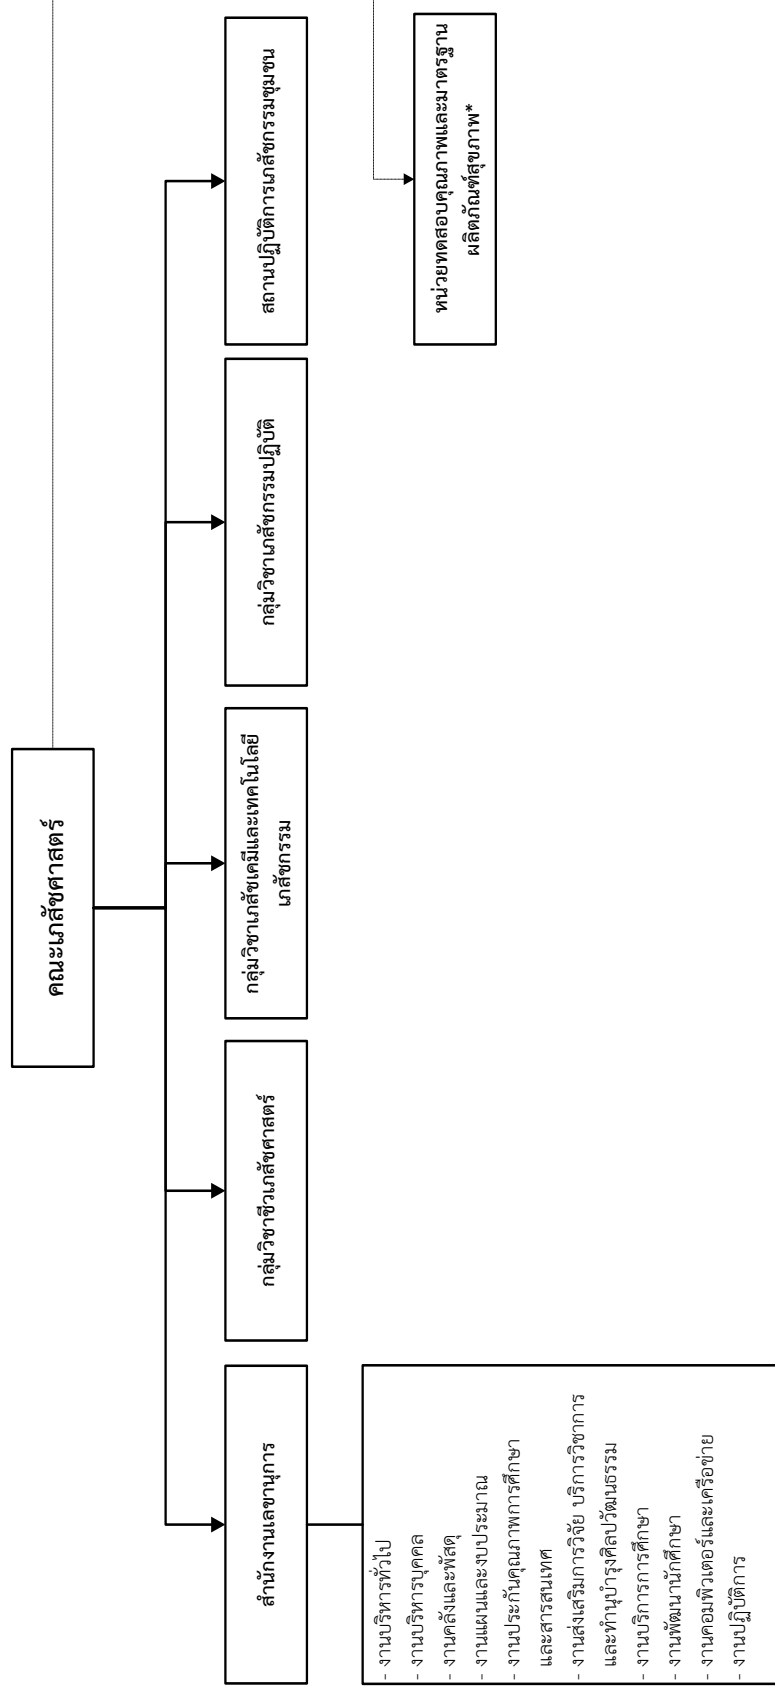 คณะเภสัชศาสตร์
สำนักงานเลขานุการ
กลุ่มวิชาชีวเภสัชศาสตร์
กลุ่มวิชาเภสัชเคมีและเทคโนโลยี
เภสัชกรรม
กลุ่มวิชาเภสัชกรรมปฏิบัติ
สถานปฏิบัติการเภสัชกรรมชุมชน
- งานบริหารทั่วไป
- งานบริหารบุคคล
- งานคลังและพัสดุ
- งานแผนและงบประมาณ
- งานประกันคุณภาพการศึกษา
และสารสนเทศ
- งานส่งเสริมการวิจัย บริการวิชาการ
และทำนุบำรุงศิลปวัฒนธรรม
- งานบริการการศึกษา
- งานพัฒนานักศึกษา
- งานคอมพิวเตอร์และเครือข่าย
- งานปฏิบัติการ
หน่วยทดสอบคุณภาพและมาตรฐาน
ผลิตภัณฑ์สุขภาพ*